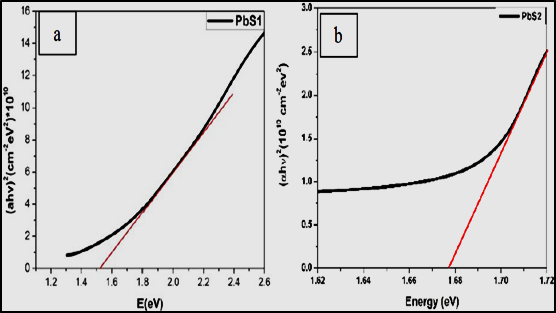 a
PbS1
16
14
12
10
8
6
4
2
0
(ahν)²(cm⁻²eV²)*10¹⁰
1.2 1.4 1.6 1.8 2.0 2.2 2.4 2.6
E(eV)
b
PbS2
3.0
2.5
2.0
1.5
1.0
0.5
0.0
(αhν)²(10¹⁰ cm⁻²ev²)
1.62 1.64 1.66 1.68 1.70 1.72
Energy (eV)